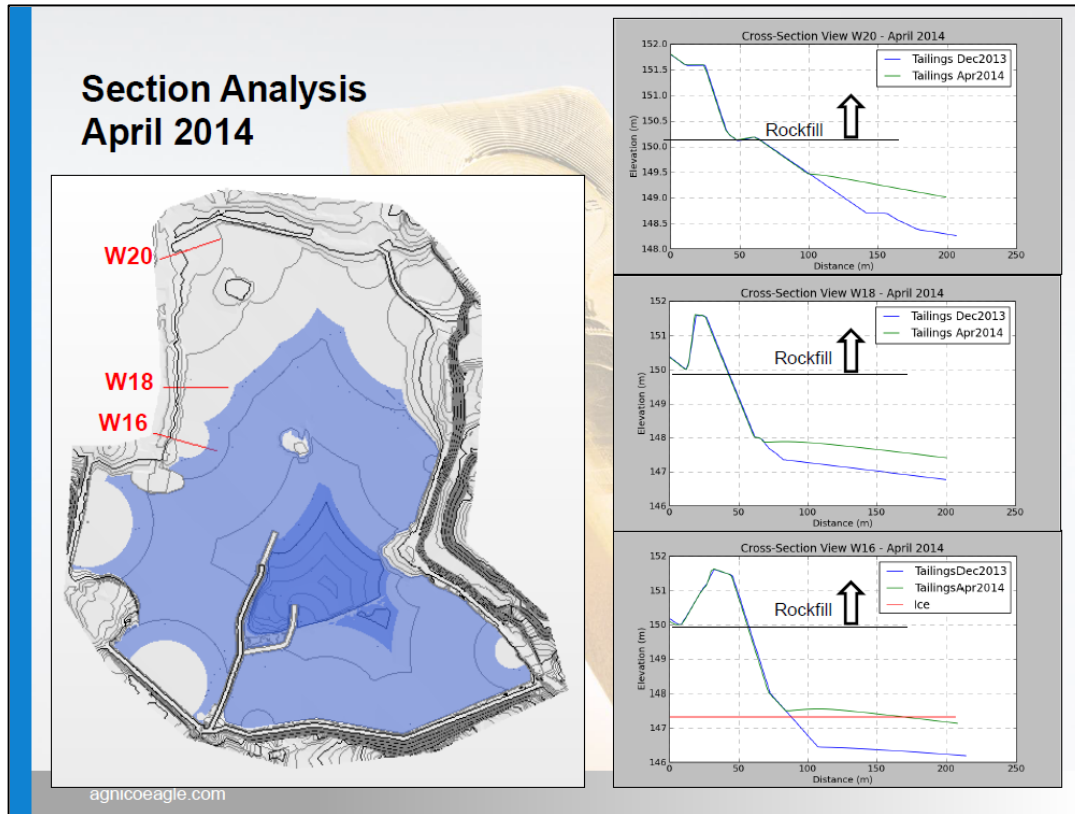 Section Analysis
April 2014
W20
W18
W16
agnicoeagle.com
Cross-Section View W20 - April 2014
152.0
151.5
151.0
150.5
150.0
149.5
149.0
148.5
148.0
Elevation (m)
Tailings Dec2013
Tailings Apr2014
Rockfill
0 50 100 150 200 250
Distance (m)
Cross-Section View W18 - April 2014
152
151
150
149
148
147
146
Elevation (m)
Tailings Dec2013
Tailings Apr2014
Rockfill
0 50 100 150 200 250
Distance (m)
Cross-Section View W16 - April 2014
152
151
150
149
148
147
146
Elevation (m)
TailingsDec2013
TailingsApr2014
Ice
Rockfill
0 50 100 150 200 250
Distance (m)